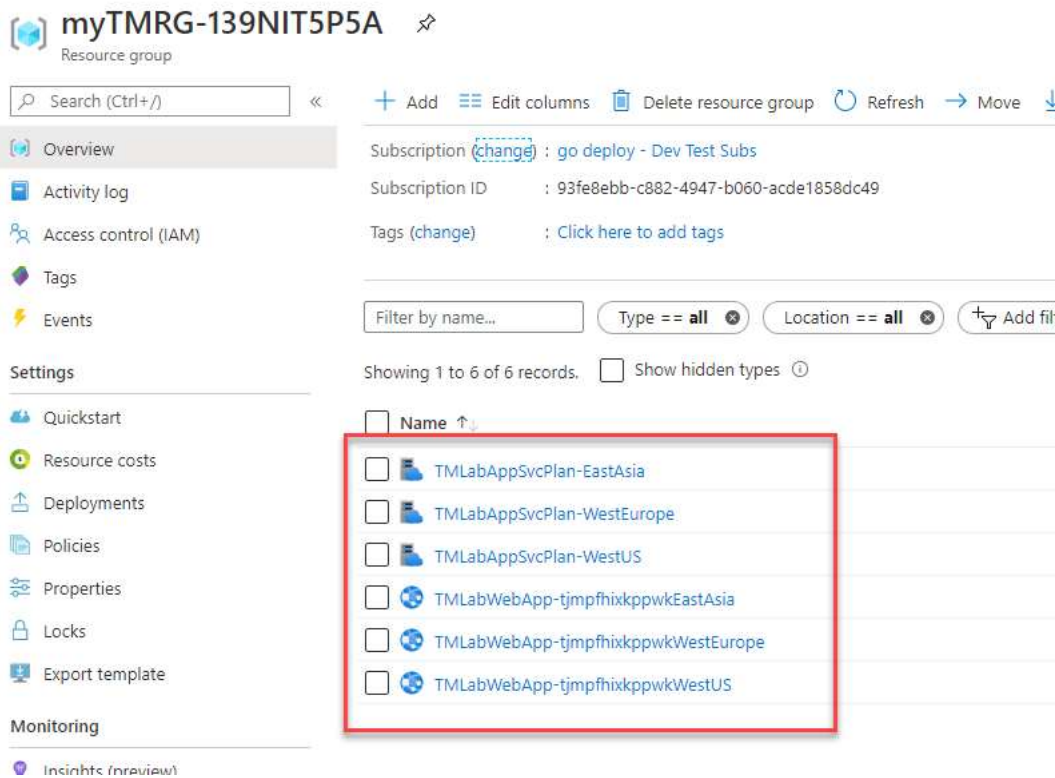 myTMRG-139NIT5P5A
Resource group
Search (Ctrl+/)
Overview
Activity log
Access control (IAM)
Tags
Events
Settings
Quickstart
Resource costs
Deployments
Policies
Properties
Locks
Export template
Monitoring
Insights (preview)
Add Edit columns Delete resource group Refresh Move
Subscription (change) : go deploy - Dev Test Subs
Subscription ID : 93fe8ebb-c882-4947-b060-acde1858dc49
Tags (change) : Click here to add tags
Filter by name... Type == all Location == all Add filt
Showing 1 to 6 of 6 records. Show hidden types
Name
TMLabAppSvcPlan-EastAsia
TMLabAppSvcPlan-WestEurope
TMLabAppSvcPlan-WestUS
TMLabWebApp-tjmpfhixkppwkEastAsia
TMLabWebApp-tjmpfhixkppwkWestEurope
TMLabWebApp-tjmpfhixkppwkWestUS